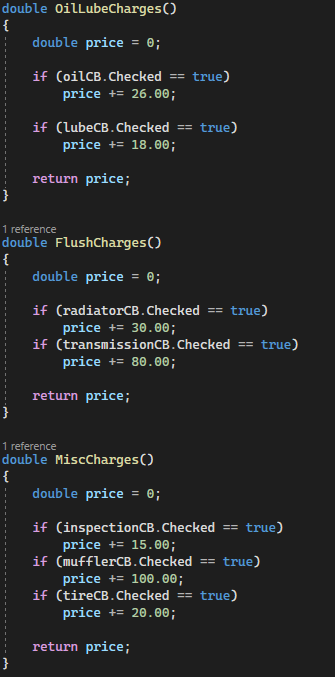 double OilLubeCharges()
{
    double price = 0;
    if (oilCB.Checked == true)
        price += 26.00;
    if (lubeCB.Checked == true)
        price += 18.00;
    return price;
}
1 reference
double FlushCharges()
{
    double price = 0;
    if (radiatorCB.Checked == true)
        price += 30.00;
    if (transmissionCB.Checked == true)
        price += 80.00;
    return price;
}
1 reference
double MiscCharges()
{
    double price = 0;
    if (inspectionCB.Checked == true)
        price += 15.00;
    if (mufflerCB.Checked == true)
        price += 100.00;
    if (tireCB.Checked == true)
        price += 20.00;
    return price;
}